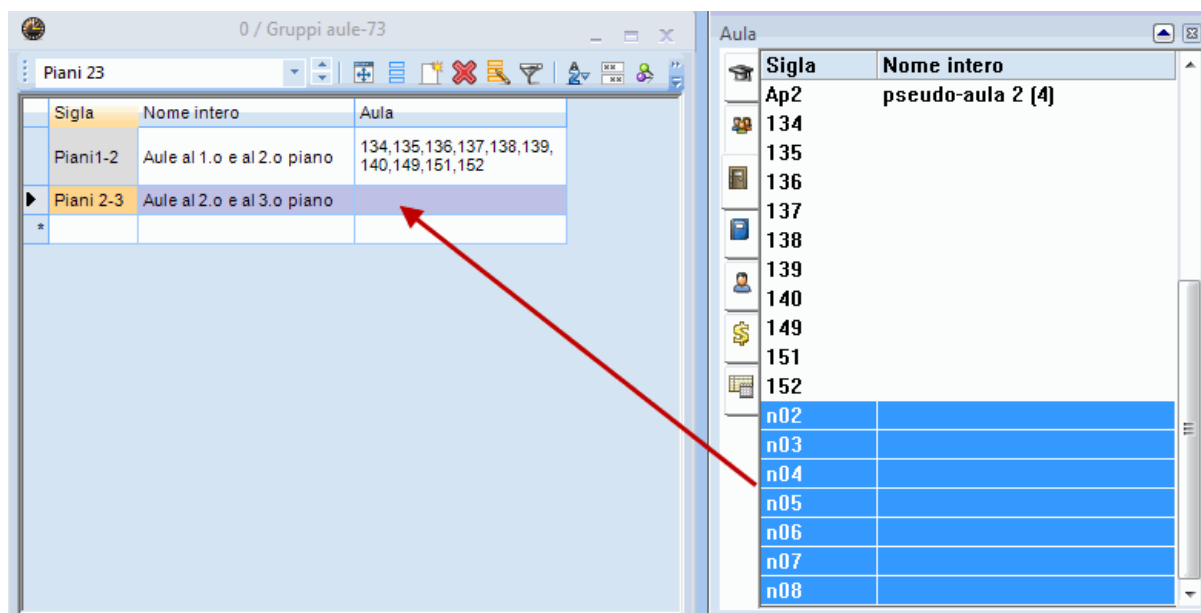 0 / Gruppi aule-73
Piani 23
Sigla Nome intero Aula
Piani1-2 Aule al 1.o e al 2.o piano 134,135,136,137,138,139,
140,149,151,152
Piani 2-3 Aule al 2.o e al 3.o piano
*
Aula
Sigla Nome intero
Ap2 pseudo-aula 2 (4)
134
135
136
137
138
139
140
149
151
152
n02
n03
n04
n05
n06
n07
n08